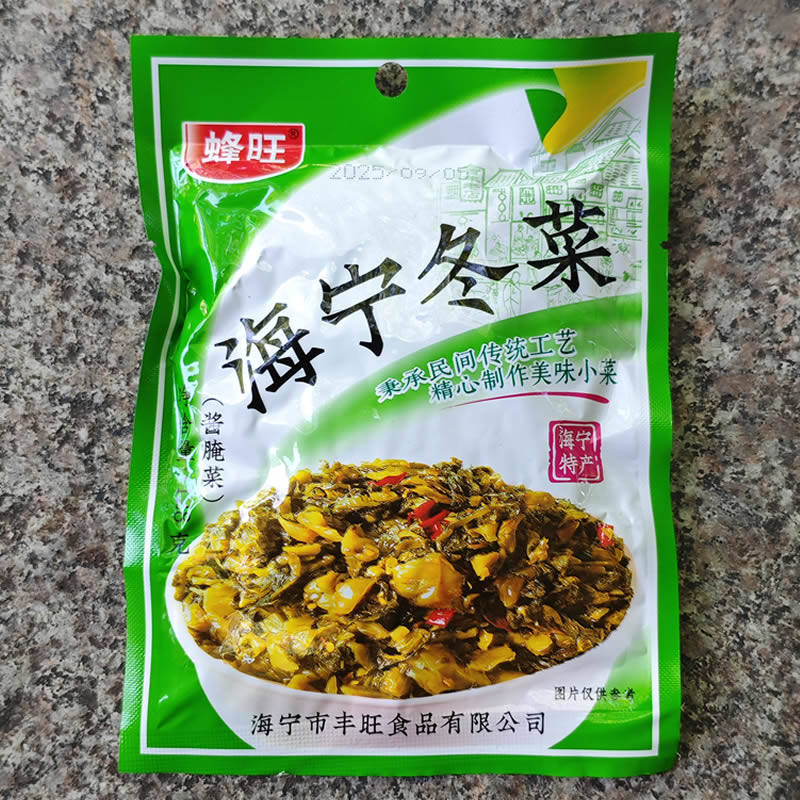 蜂旺®
2025/09/05
海宁冬菜
秉承民间传统工艺
精心制作美味小菜
海宁
特产
（酱腌菜）
图片仅供参考
海宁市丰旺食品有限公司